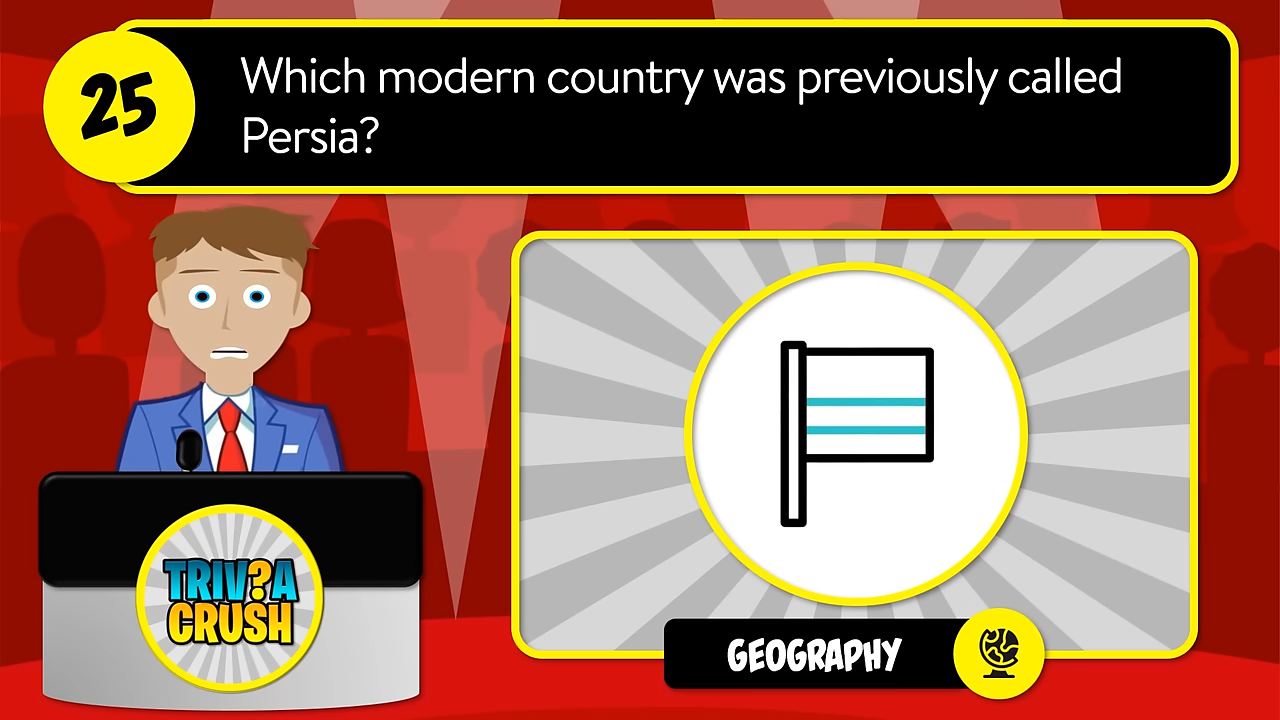 25
Which modern country was previously called
Persia?
TRIV?A
CRUSH
GEOGRAPHY